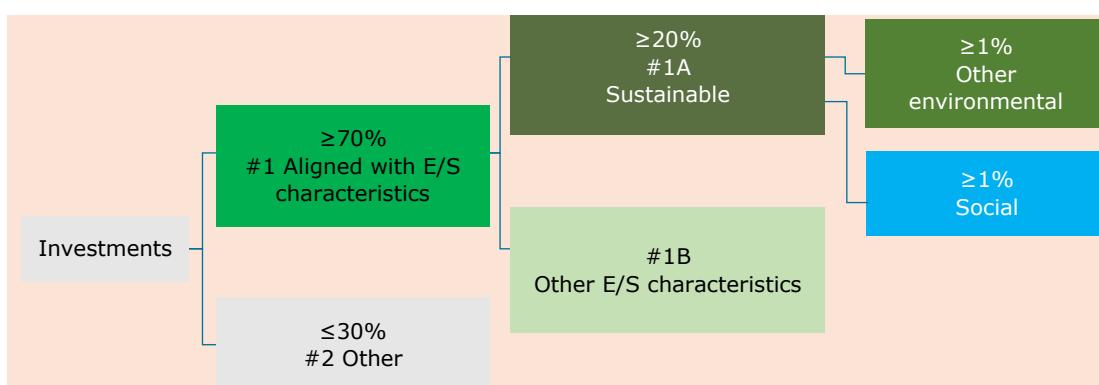 Investments
≥70%
#1 Aligned with E/S
characteristics
≤30%
#2 Other
≥20%
#1A
Sustainable
#1B
Other E/S characteristics
≥1%
Other
environmental
≥1%
Social